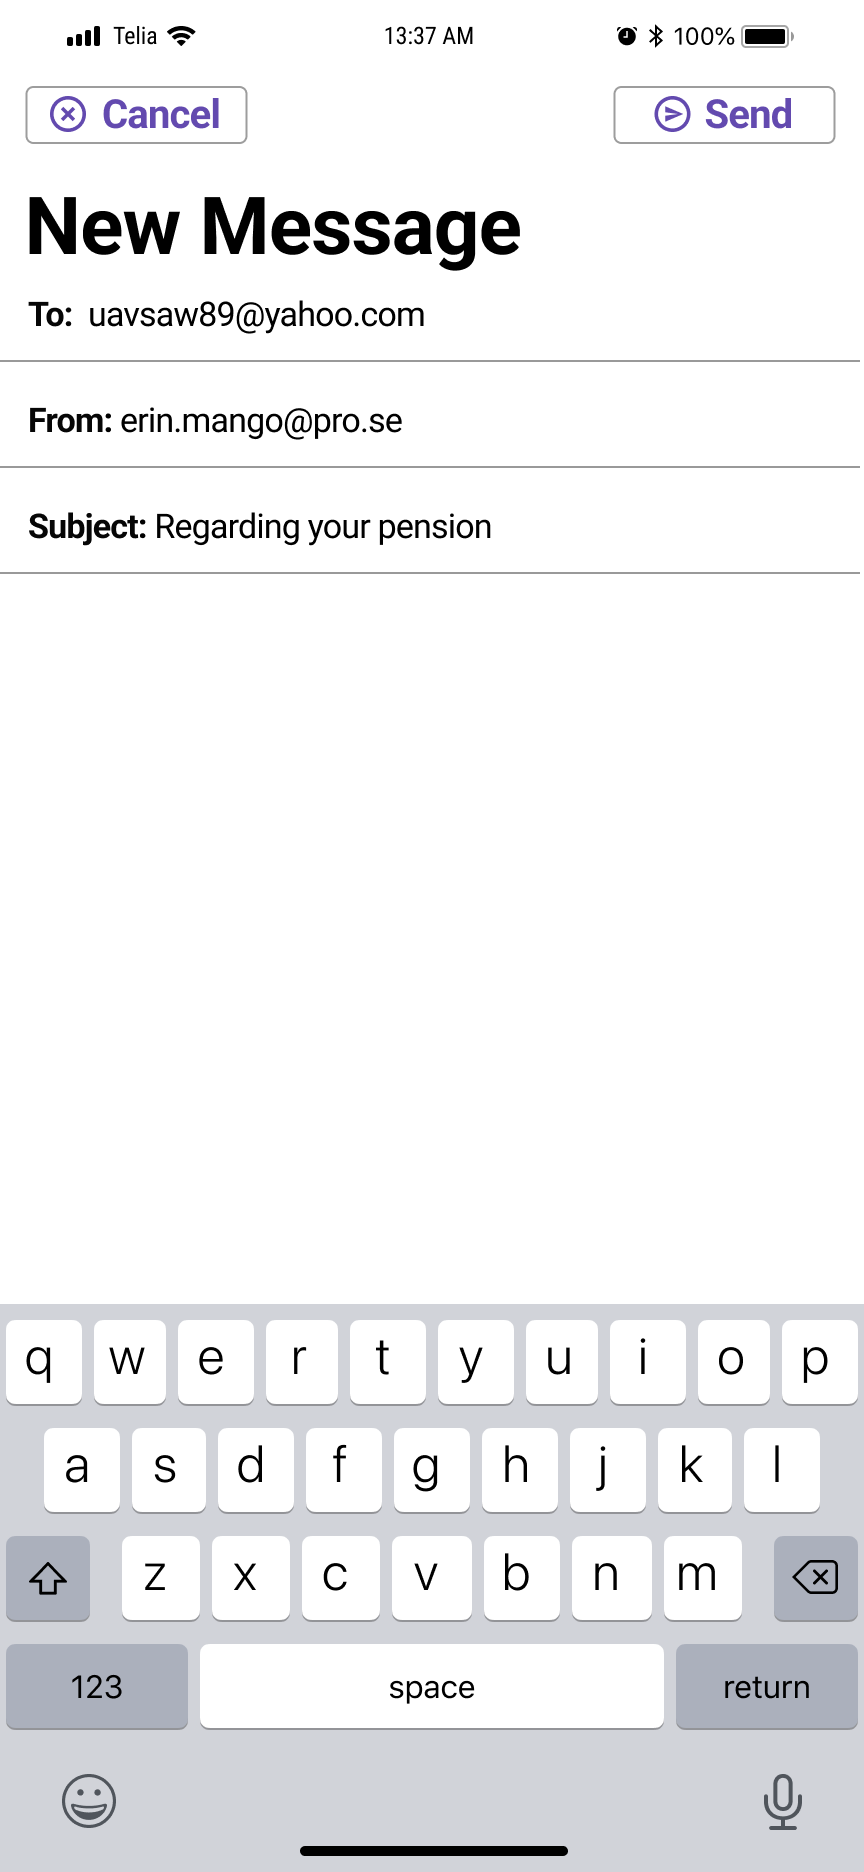 Telia 13:37 AM 100%
Cancel Send
New Message
To: uavsaw89@yahoo.com
From: erin.mango@pro.se
Subject: Regarding your pension
q w e r t y u i o p
a s d f g h j k l
z x c v b n m
123 space return